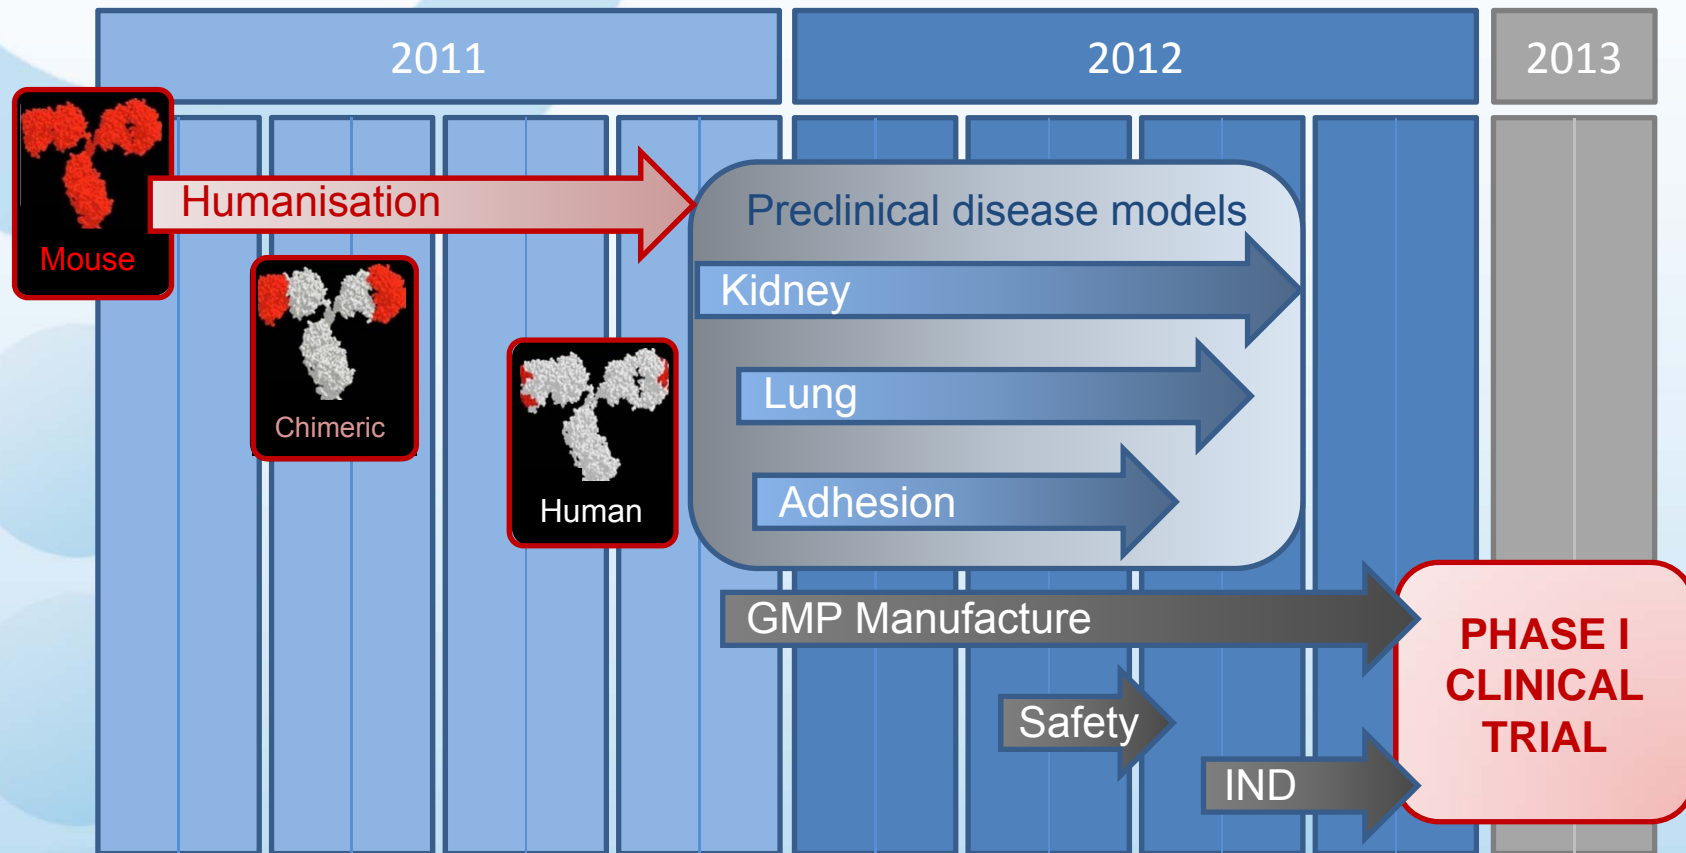 2011
2012
2013
Mouse
Humanisation
Chimeric
Human
Preclinical disease models
Kidney
Lung
Adhesion
GMP Manufacture
Safety
IND
PHASE I
CLINICAL
TRIAL